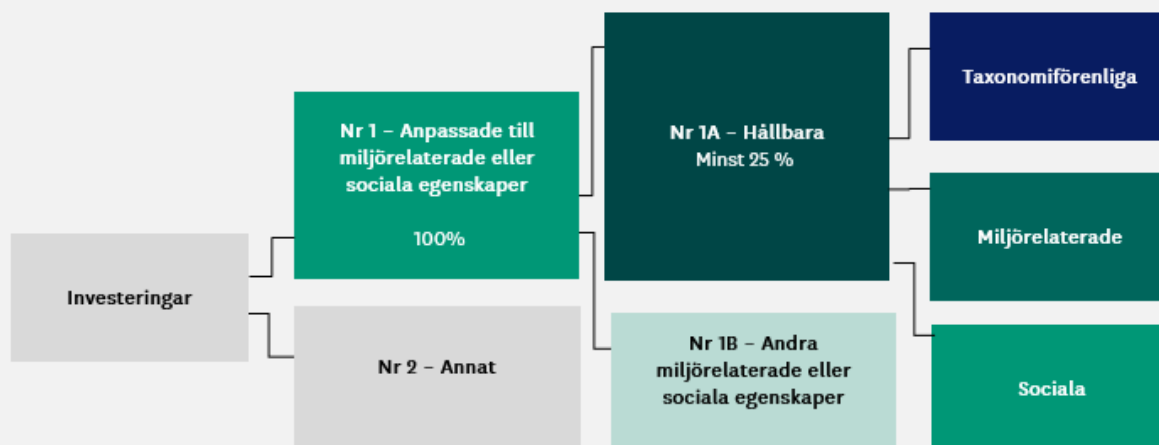 Investeringar
Nr 1 – Anpassade till
miljörelaterade eller
sociala egenskaper
100%
Nr 2 – Annat
Nr 1A – Hållbara
Minst 25 %
Nr 1B – Andra
miljörelaterade eller
sociala egenskaper
Taxonomiförenliga
Miljörelaterade
Sociala